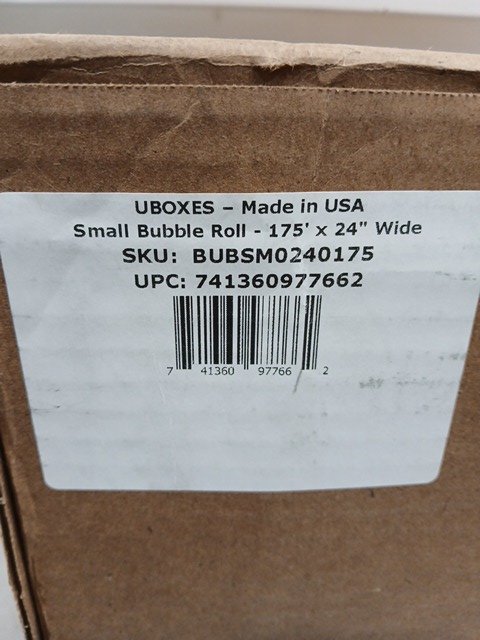 UBOXES – Made in USA
Small Bubble Roll - 175' x 24" Wide
SKU: BUBSM0240175
UPC: 741360977662
7 41360 97766 2